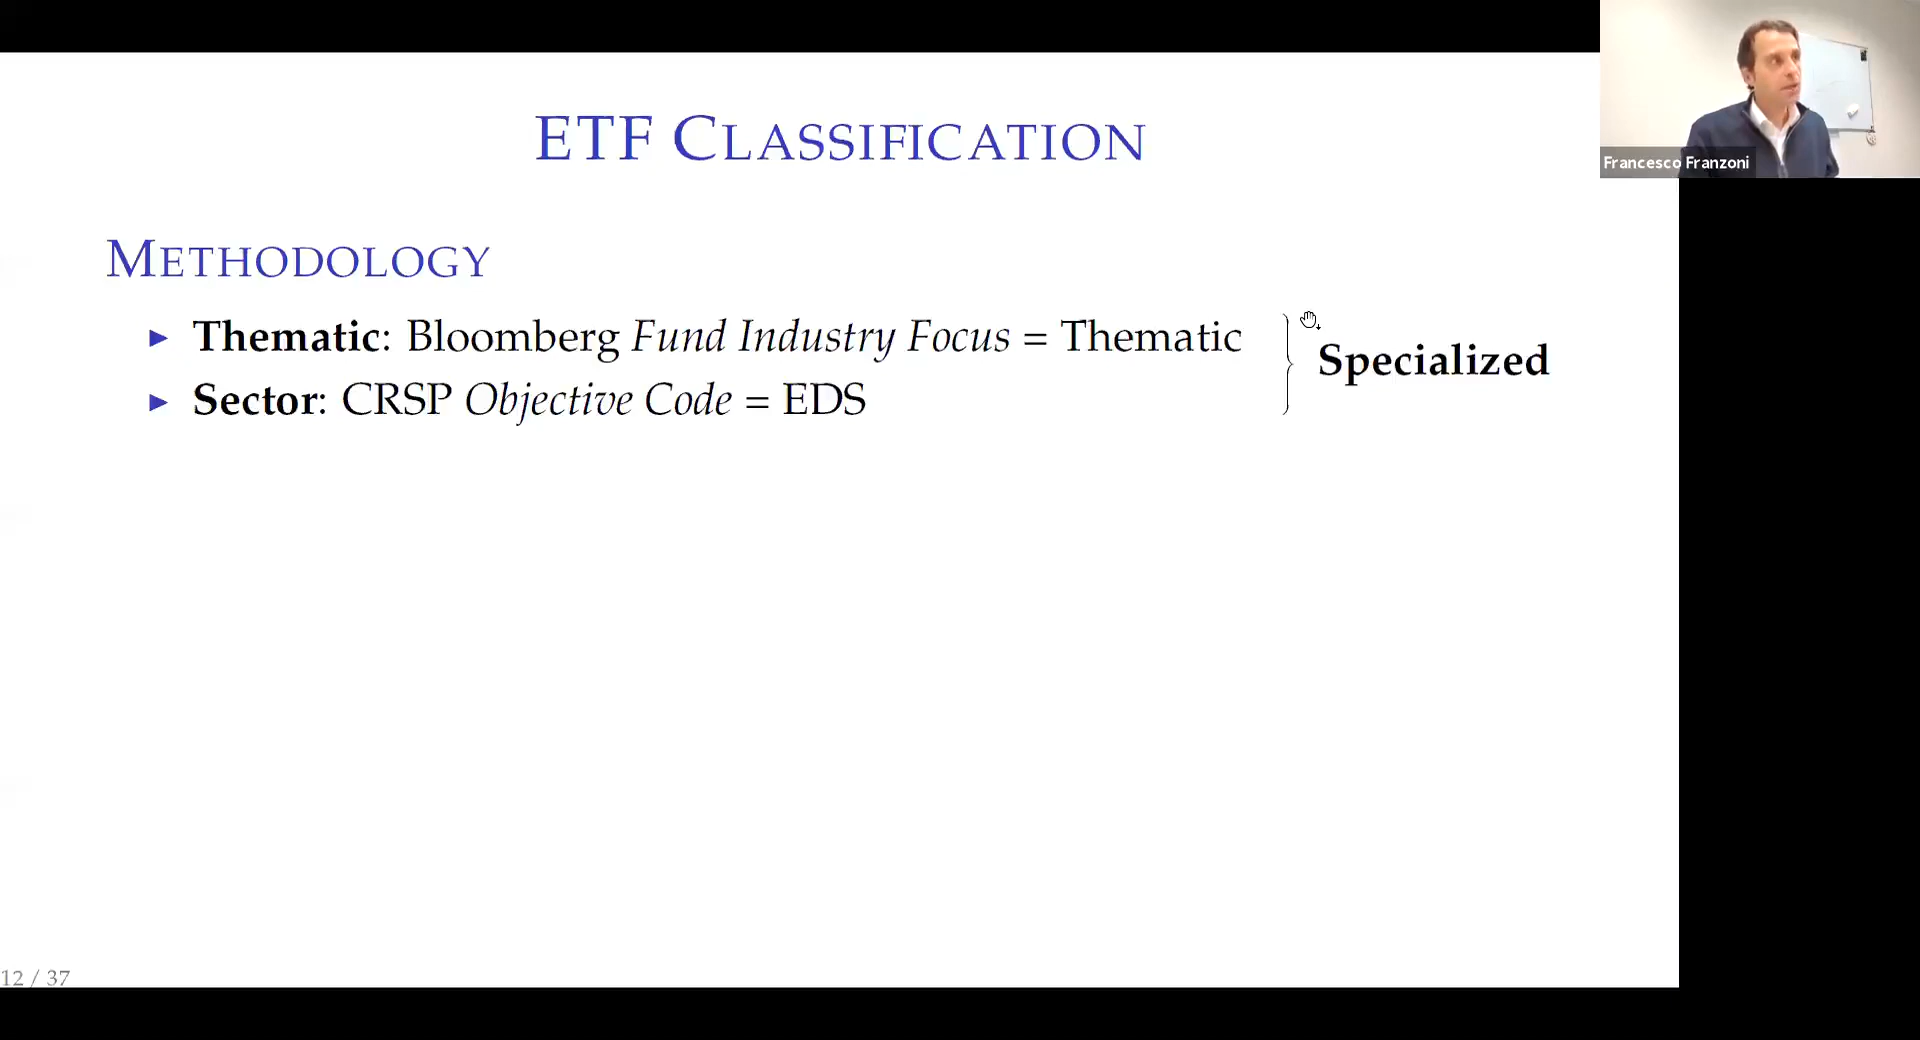 ETF CLASSIFICATION
Francesco Franzoni
METHODOLOGY
▶ Thematic: Bloomberg Fund Industry Focus = Thematic
▶ Sector: CRSP Objective Code = EDS
Specialized
12 / 37